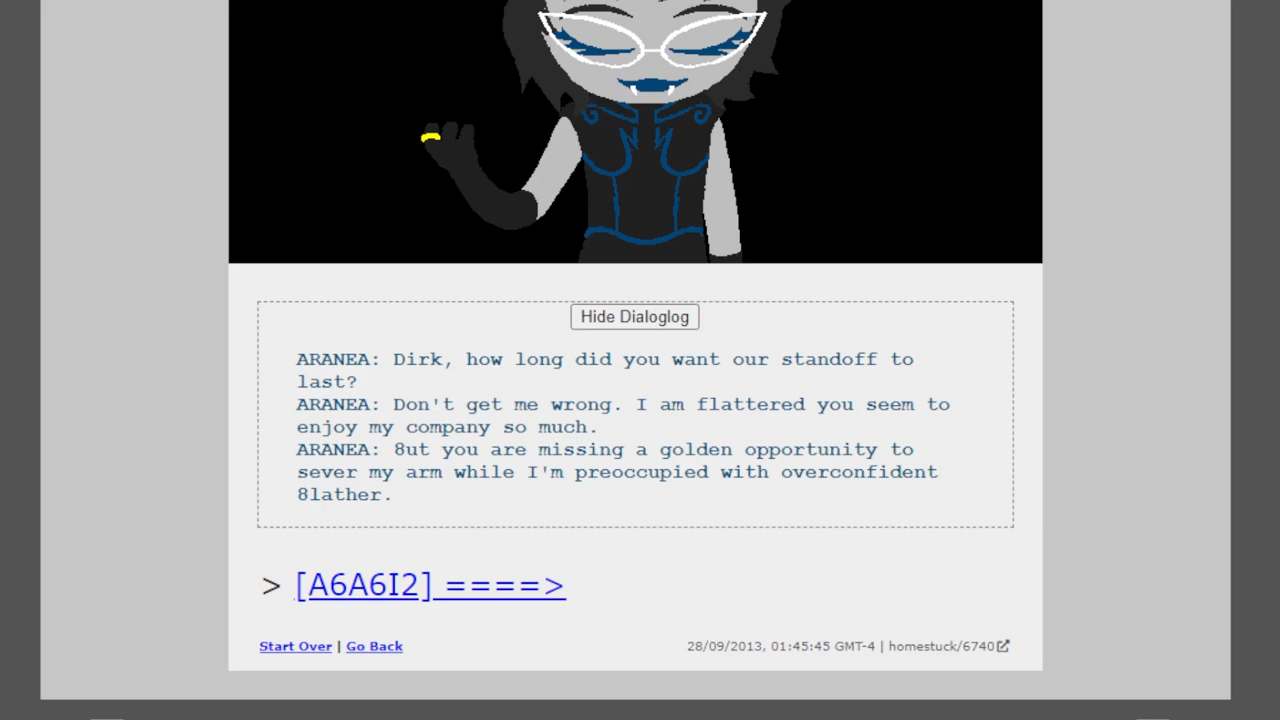 Hide Dialoglog
ARANEA: Dirk, how long did you want our standoff to
last?
ARANEA: Don't get me wrong. I am flattered you seem to
enjoy my company so much.
ARANEA: 8ut you are missing a golden opportunity to
sever my arm while I'm preoccupied with overconfident
8lather.
> [A6A6I2] ====>
Start Over | Go Back
28/09/2013, 01:45:45 GMT-4 | homestuck/6740